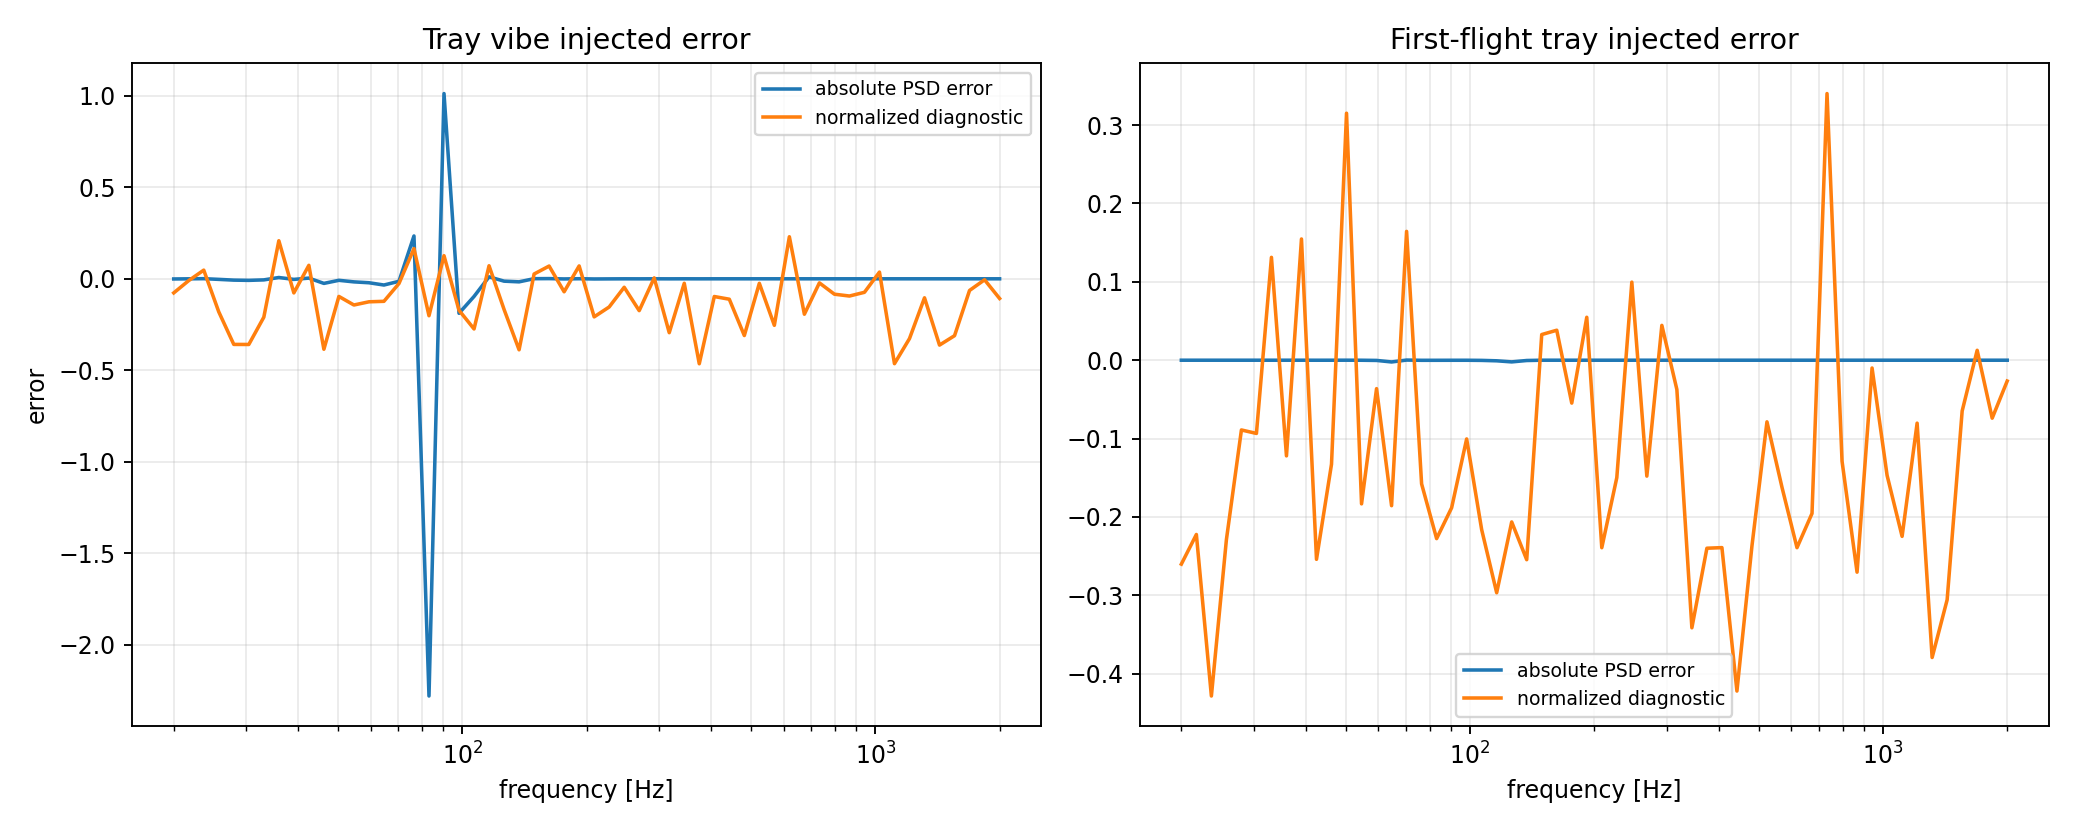 Tray vibe injected error
absolute PSD error
normalized diagnostic
1.0
0.5
0.0
−0.5
−1.0
−1.5
−2.0
error
10²
10³
frequency [Hz]
First-flight tray injected error
0.3
0.2
0.1
0.0
−0.1
−0.2
−0.3
−0.4
absolute PSD error
normalized diagnostic
10²
10³
frequency [Hz]